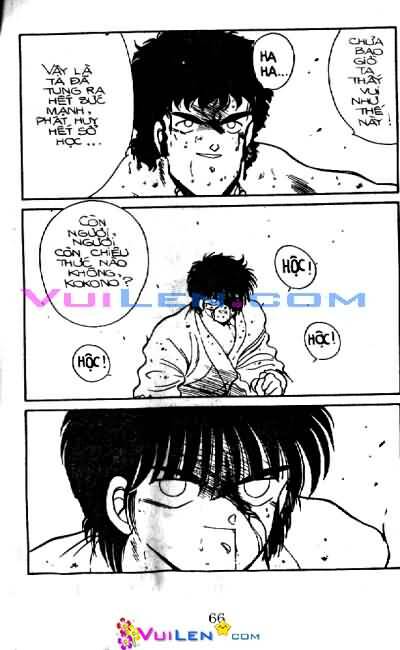 CHƯA
BAO
GIỜ
TA
THẤY
VUI
NHƯ
THẾ
NÀY!
HA
HA...
VẬY LÀ
TA ĐÃ
TUNG RA
HẾT SỨC
MẠNH,
PHÁT HUY
HẾT SỞ
HỌC...
CÒN
NGƯƠI,
NGƯƠI
CÒN CHIÊU
THỨC NÀO
KHÔNG,
KOKONO?
HỘC!
HỘC!
HỘC!
VUILEN.COM
66
VUILEN.COM